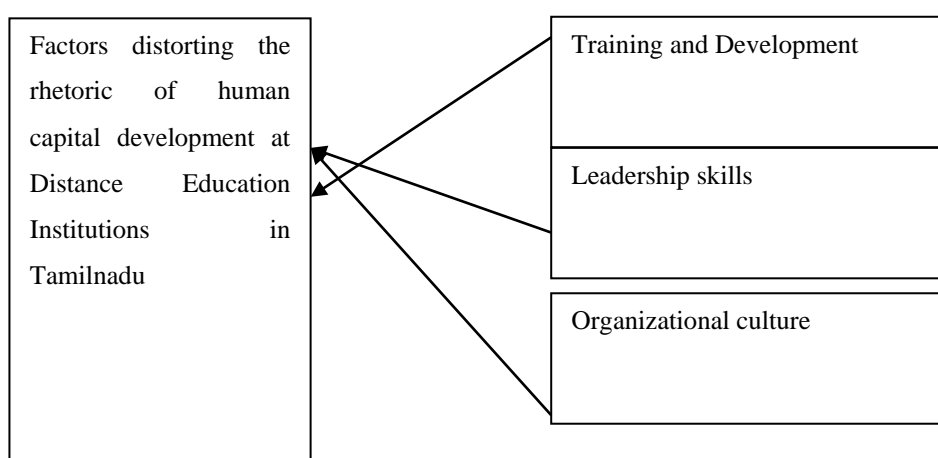 Factors distorting the
rhetoric of human
capital development at
Distance Education
Institutions in
Tamilnadu
Training and Development
Leadership skills
Organizational culture